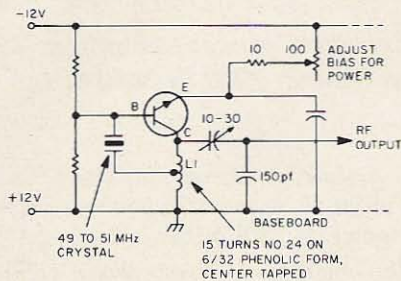 -12V
10
100
ADJUST
BIAS FOR
POWER
E
B
C
10-30
RF
OUTPUT
L1
150pf
+12V
BASEBOARD
49 TO 51 MHz
CRYSTAL
15 TURNS NO 24 ON
6/32 PHENOLIC FORM,
CENTER TAPPED